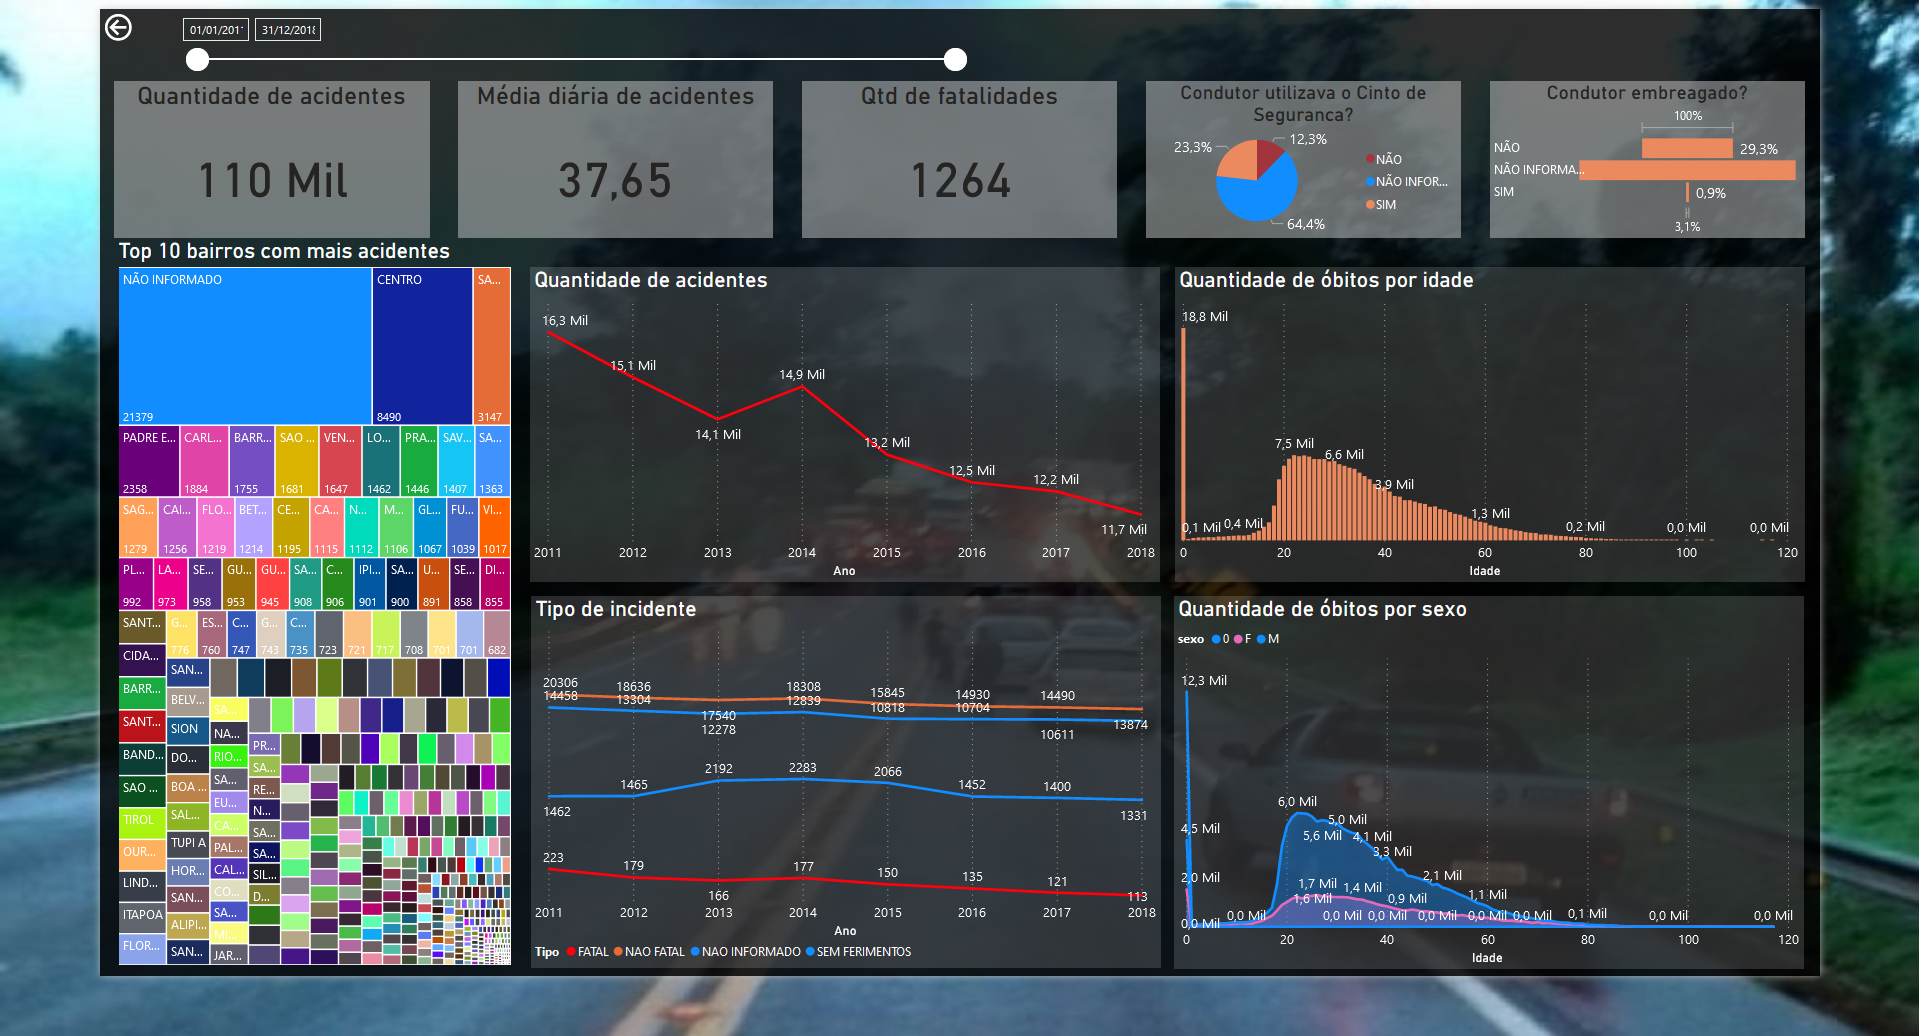 01/01/201
31/12/2018
Quantidade de acidentes
110 Mil
Média diária de acidentes
37,65
Qtd de fatalidades
1264
Condutor utilizava o Cinto de
Seguranca?
23,3%
12,3%
64,4%
NÃO
NÃO INFOR...
SIM
Condutor embreagado?
100%
NÃO
29,3%
NÃO INFORMA...
SIM
0,9%
3,1%
Top 10 bairros com mais acidentes
NÃO INFORMADO
CENTRO
SA...
21379
8490
3147
PADRE E...
CARL...
BARR...
SAO ...
VEN...
LO...
PRA...
SAV...
SA...
2358
1884
1755
1681
1647
1462
1446
1407
1363
SAG...
CAI...
FLO...
BET...
CE...
CA...
N...
M...
GL...
FU...
VI...
1279
1256
1219
1214
1195
1115
1112
1106
1067
1039
1017
PL...
LA...
SE...
GU...
GU...
SA...
C...
IPI...
SA...
U...
SE...
DI...
992
973
958
953
945
908
906
901
900
891
858
855
SANT...
G...
ES...
C...
G...
C...
776
760
747
743
735
723
721
717
708
701
701
682
CIDA...
BARR...
SANT...
BAND...
SAO ...
TIROL
OUR...
LIND...
ITAPOA
FLOR...
SAN...
BELV...
SION
DO...
BOA ...
SAL...
TUPI A
HOR...
SAN...
ALIPI...
SAN...
SA...
NA...
RIO...
SA...
EU...
CA...
PAL...
CAL...
CO...
SA...
MI...
JAR...
PR...
SA...
RE...
N...
SA...
SA...
SIL...
D...
Quantidade de acidentes
16,3 Mil
15,1 Mil
14,1 Mil
14,9 Mil
13,2 Mil
12,5 Mil
12,2 Mil
11,7 Mil
2011
2012
2013
2014
2015
2016
2017
2018
Ano
Quantidade de óbitos por idade
18,8 Mil
0,1 Mil
0,4 Mil
7,5 Mil
6,6 Mil
3,9 Mil
1,3 Mil
0,2 Mil
0,0 Mil
0,0 Mil
0
20
40
60
80
100
120
Idade
Tipo de incidente
20306
18636
17540
18308
15845
14930
14490
13874
14458
13304
12278
12839
10818
10704
10611
1462
1465
2192
2283
2066
1452
1400
1331
223
179
166
177
150
135
121
113
2011
2012
2013
2014
2015
2016
2017
2018
Ano
Tipo
FATAL
NAO FATAL
NAO INFORMADO
SEM FERIMENTOS
Quantidade de óbitos por sexo
sexo
0
F
M
12,3 Mil
4,5 Mil
2,0 Mil
0,0 Mil
0,0 Mil
6,0 Mil
5,6 Mil
5,0 Mil
4,1 Mil
3,3 Mil
2,1 Mil
1,1 Mil
1,7 Mil
1,6 Mil
1,4 Mil
0,9 Mil
0,0 Mil
0,0 Mil
0,0 Mil
0,0 Mil
0,0 Mil
0,1 Mil
0,0 Mil
0,0 Mil
0
20
40
60
80
100
120
Idade